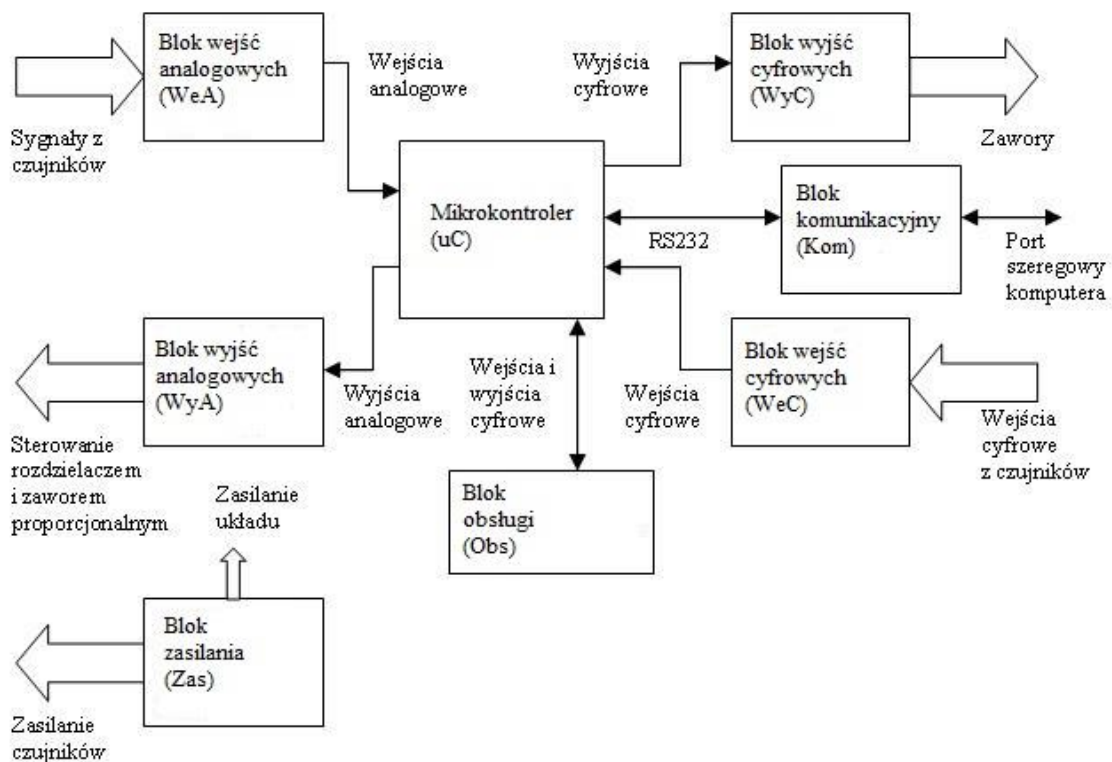 Blok wejść
analogowych
(WeA)
Wejścia
analogowe
Wyjścia
cyfrowe
Blok wyjść
cyfrowych
(WyC)
Sygnały z
czujników
Zawory
Mikrokontroler
(uC)
RS232
Blok
komunikacyjny
(Kom)
Port
szeregowy
komputera
Blok wyjść
analogowych
(WyA)
Wyjścia
analogowe
Wejścia i
wyjścia
cyfrowe
Wejścia
cyfrowe
Blok wejść
cyfrowych
(WeC)
Wejścia
cyfrowe
z czujników
Sterowanie
rozdzielaczem
i zaworem
proporcjonalnym
Zasilanie
układu
Blok
obsługi
(Obs)
Blok
zasilania
(Zas)
Zasilanie
czujników